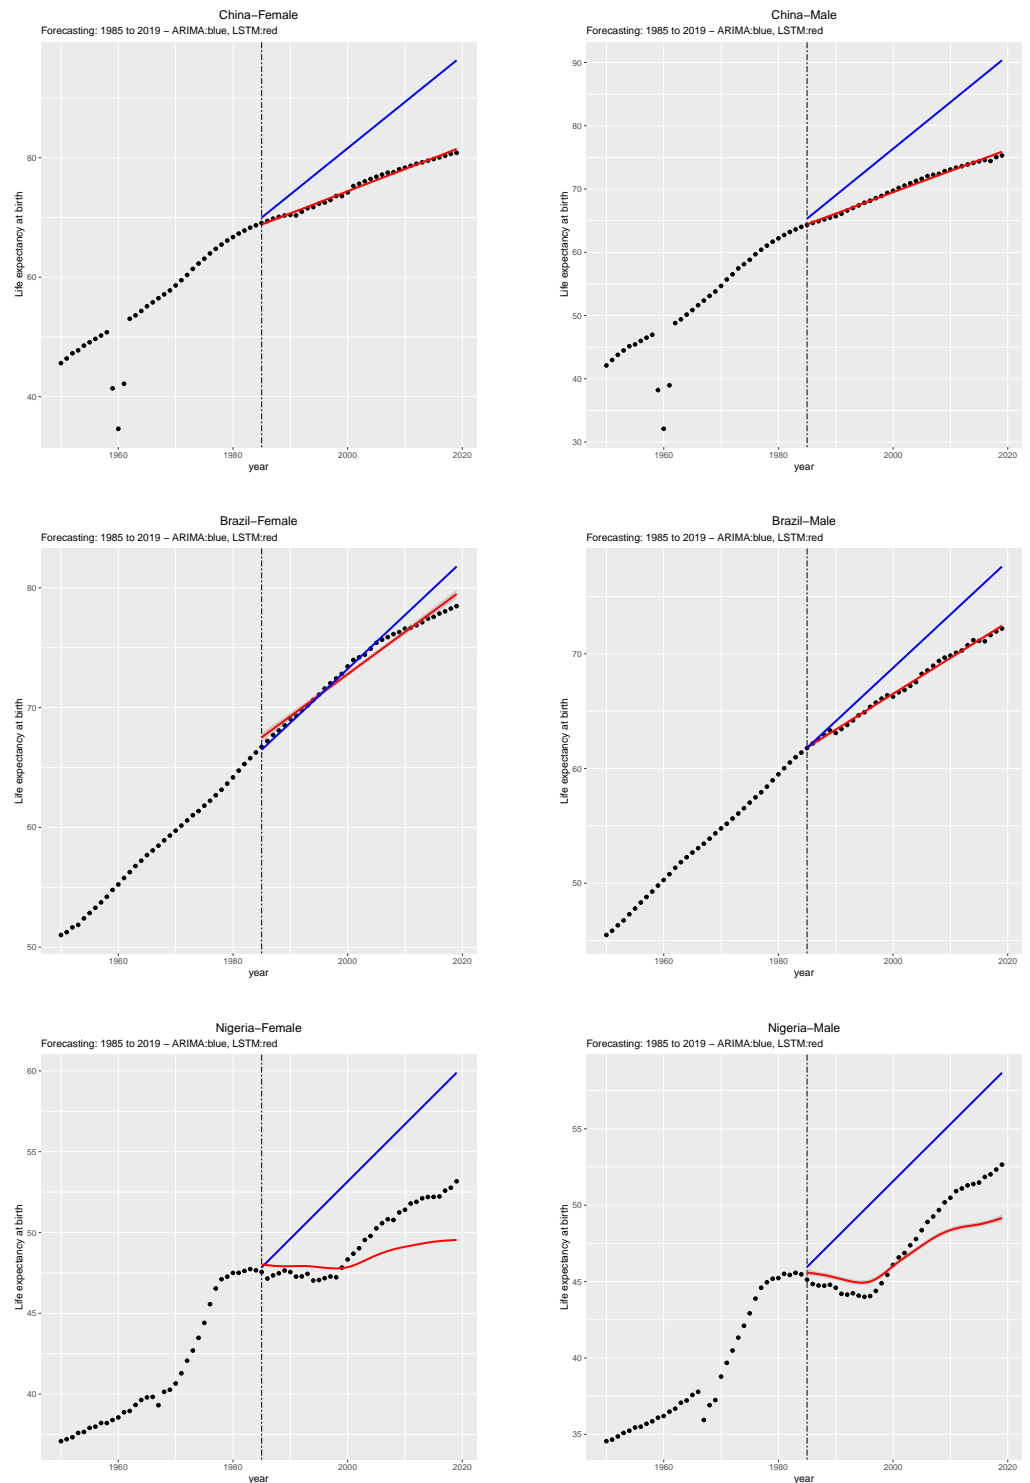 China−Female
Forecasting: 1985 to 2019 − ARIMA:blue, LSTM:red
Life expectancy at birth
80
60
40
1960
1980
2000
2020
year
China−Male
Forecasting: 1985 to 2019 − ARIMA:blue, LSTM:red
Life expectancy at birth
90
80
70
60
50
40
30
1960
1980
2000
2020
year
Brazil−Female
Forecasting: 1985 to 2019 − ARIMA:blue, LSTM:red
Life expectancy at birth
80
70
60
50
1960
1980
2000
2020
year
Brazil−Male
Forecasting: 1985 to 2019 − ARIMA:blue, LSTM:red
Life expectancy at birth
70
60
50
1960
1980
2000
2020
year
Nigeria−Female
Forecasting: 1985 to 2019 − ARIMA:blue, LSTM:red
Life expectancy at birth
60
55
50
45
40
1960
1980
2000
2020
year
Nigeria−Male
Forecasting: 1985 to 2019 − ARIMA:blue, LSTM:red
Life expectancy at birth
55
50
45
40
35
1960
1980
2000
2020
year